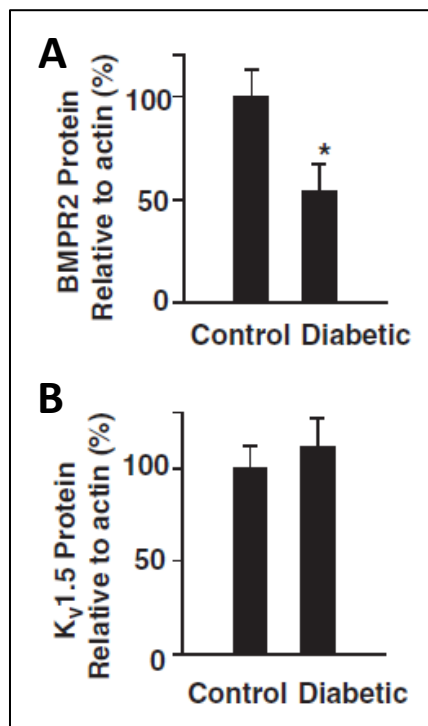 A
BMPR2 Protein
Relative to actin (%)
100
50
0
*
Control Diabetic
B
Kv1.5 Protein
Relative to actin (%)
100
50
0
Control Diabetic